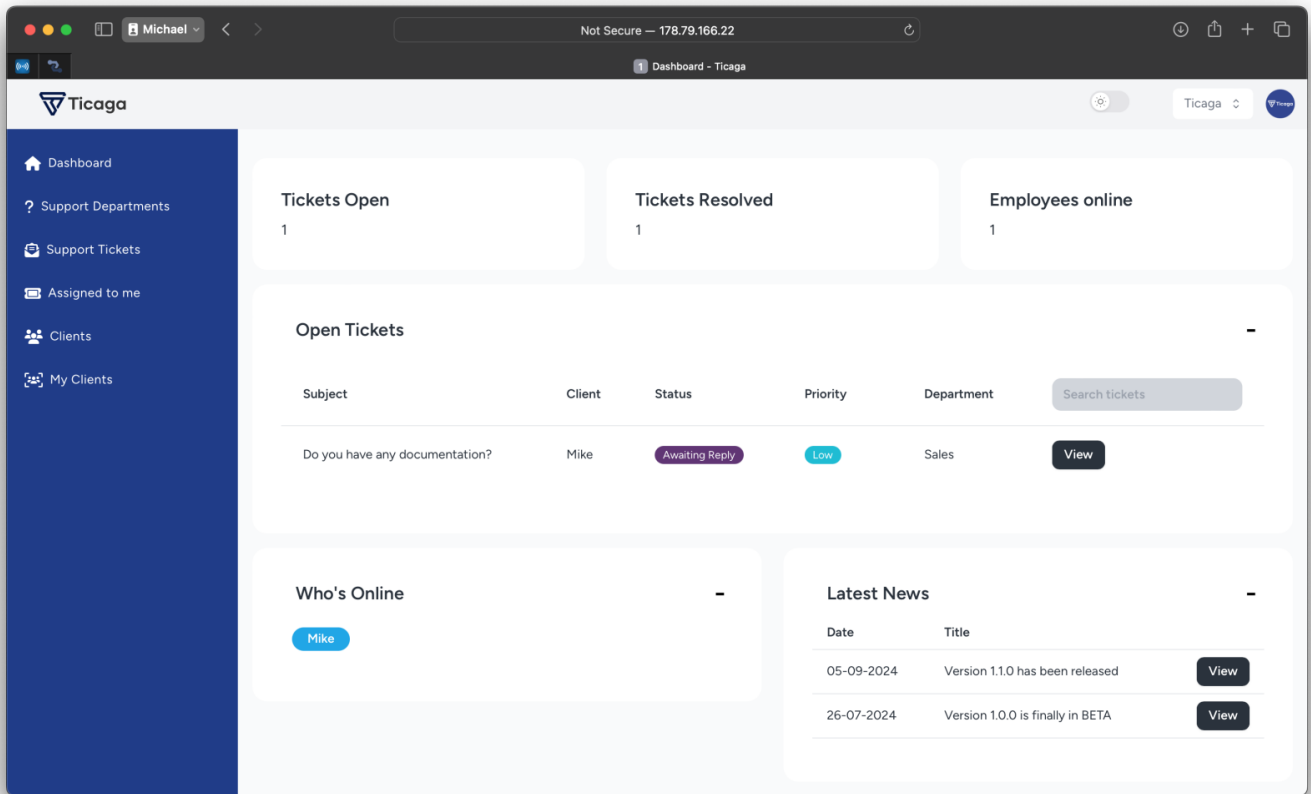 Michael
Not Secure — 178.79.166.22
1 Dashboard - Ticaga
Ticaga
Ticaga
Ticaga
Dashboard
? Support Departments
Support Tickets
Assigned to me
Clients
My Clients
Tickets Open
1
Tickets Resolved
1
Employees online
1
Open Tickets
Subject Client Status Priority Department Search tickets
Do you have any documentation? Mike Awaiting Reply Low Sales View
Who's Online
Mike
Latest News
Date Title
05-09-2024 Version 1.1.0 has been released View
26-07-2024 Version 1.0.0 is finally in BETA View